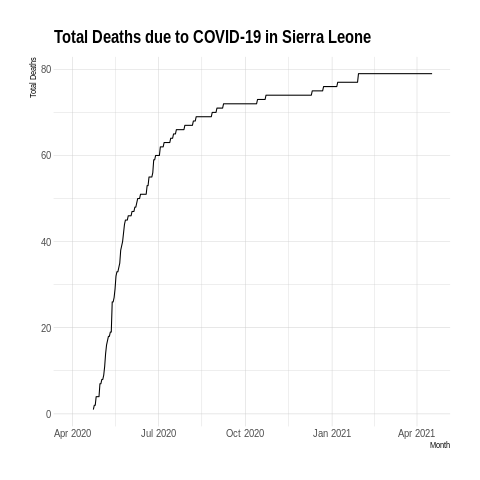 Total Deaths due to COVID-19 in Sierra Leone
Total Deaths
80
60
40
20
0
Apr 2020 Jul 2020 Oct 2020 Jan 2021 Apr 2021
Month